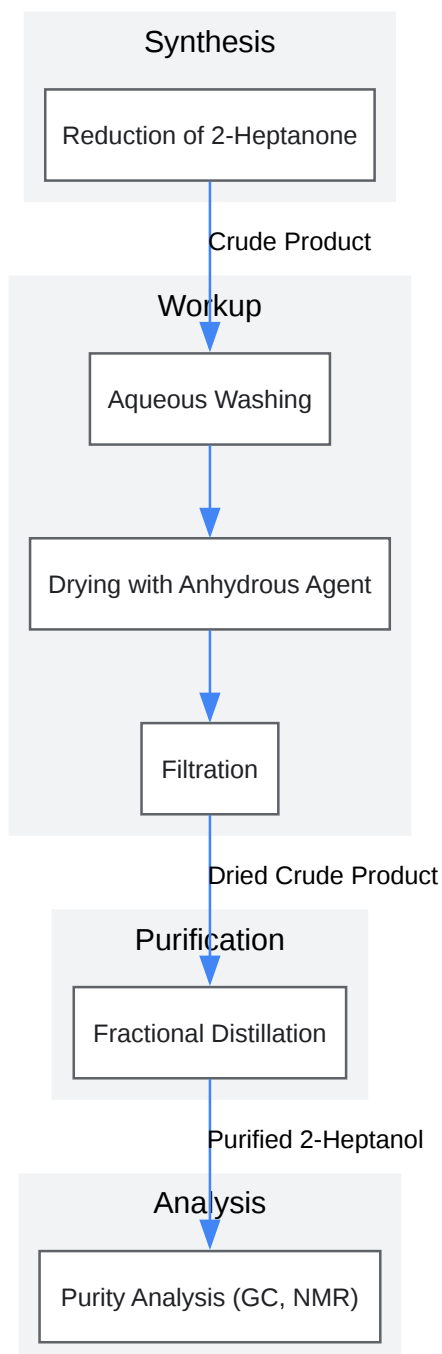 Synthesis
Reduction of 2-Heptanone
Crude Product
Workup
Aqueous Washing
Drying with Anhydrous Agent
Filtration
Dried Crude Product
Purification
Fractional Distillation
Purified 2-Heptanol
Analysis
Purity Analysis (GC, NMR)